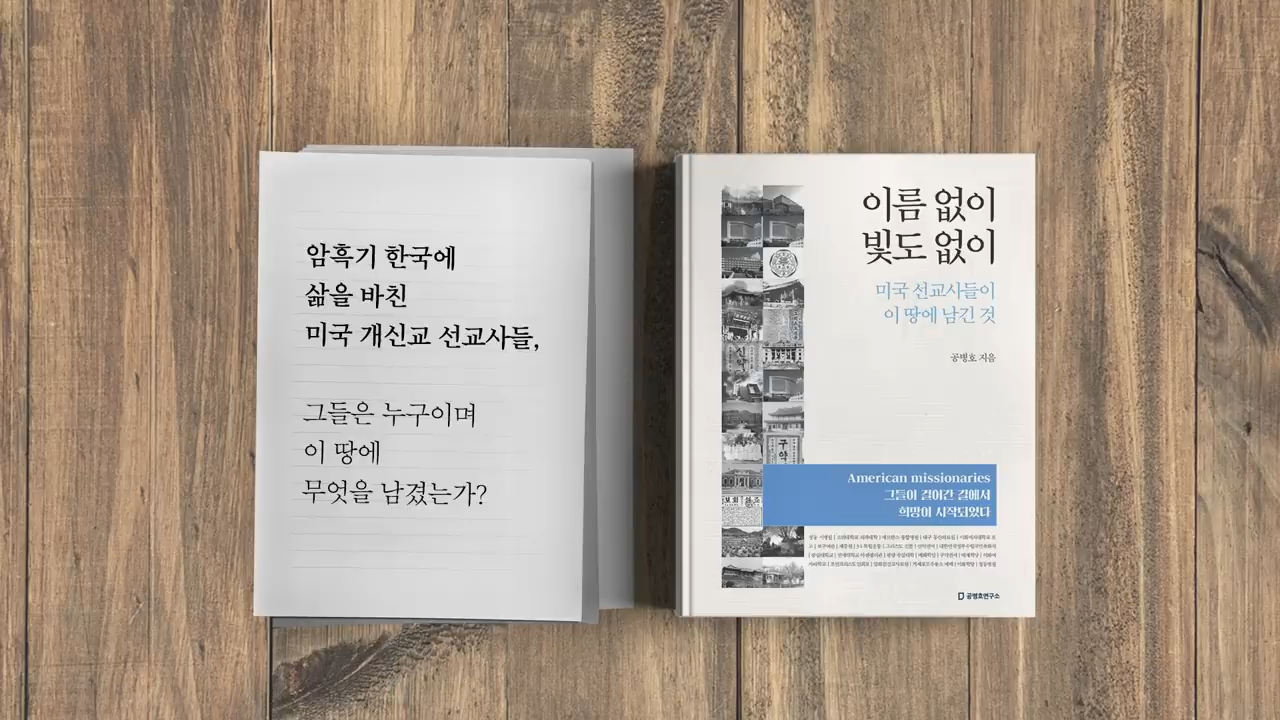 암흑기 한국에
삶을 바친
미국 개신교 선교사들,
그들은 누구이며
이 땅에
무엇을 남겼는가?
이름 없이
빛도 없이
미국 선교사들이
이 땅에 남긴 것
공병호 지음
구약
American missionaries
그들이 걸어간 길에서
희망이 시작되었다
공병호연구소